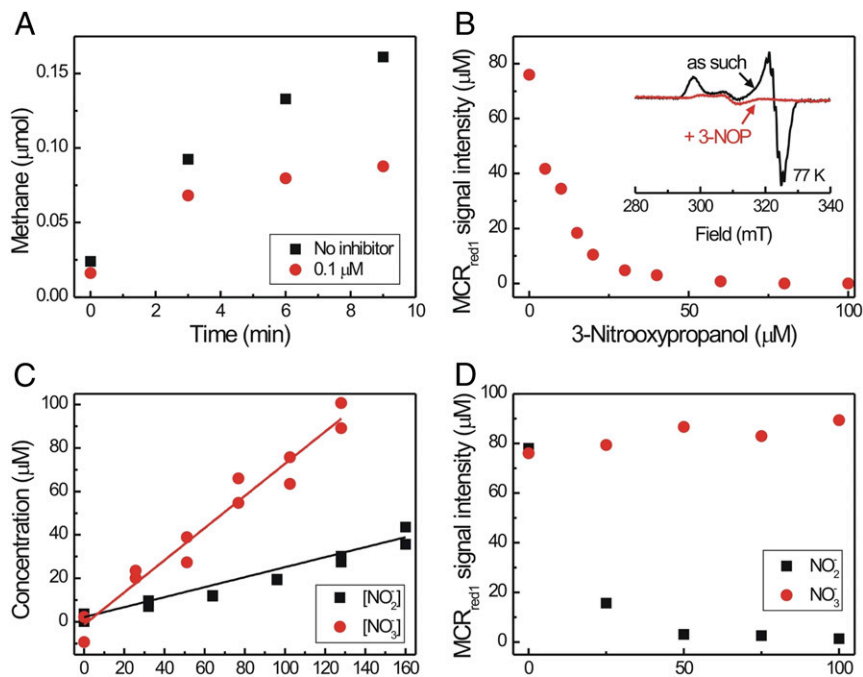 A
Methane (μmol)
0.15
0.10
0.05
0.00
No inhibitor
0.1 μM
0 2 4 6 8 10
Time (min)
B
MCRred1 signal intensity (μM)
100
80
60
40
20
0
as such
+ 3-NOP
77 K
280 300 320 340
Field (mT)
0 50 100
3-Nitrooxypropanol (μM)
C
Concentration (μM)
100
80
60
40
20
0
[NO2-]
[NO3-]
0 20 40 60 80 100 120 140 160
D
MCRred1 signal intensity (μM)
100
80
60
40
20
0
NO2-
NO3-
0 50 100